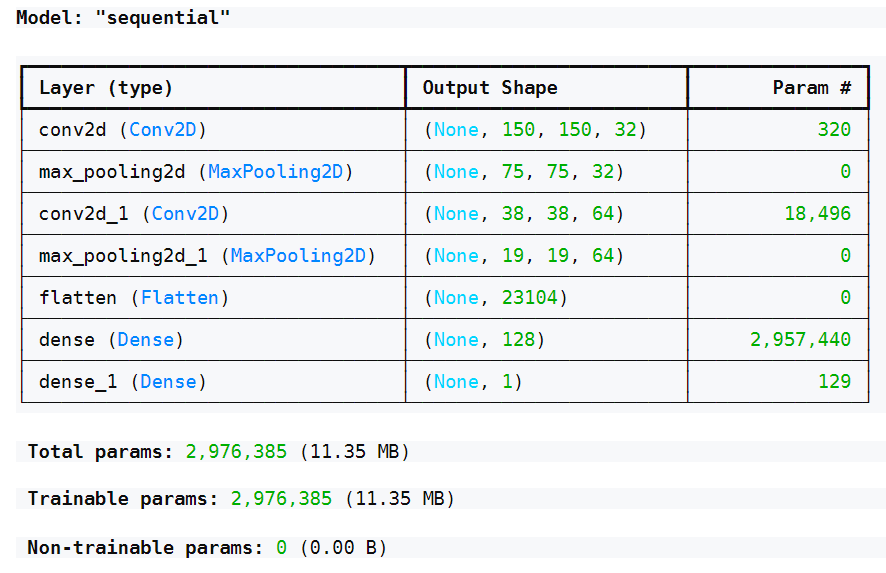 Model: "sequential"
Layer (type) Output Shape Param #
conv2d (Conv2D) (None, 150, 150, 32) 320
max_pooling2d (MaxPooling2D) (None, 75, 75, 32) 0
conv2d_1 (Conv2D) (None, 38, 38, 64) 18,496
max_pooling2d_1 (MaxPooling2D) (None, 19, 19, 64) 0
flatten (Flatten) (None, 23104) 0
dense (Dense) (None, 128) 2,957,440
dense_1 (Dense) (None, 1) 129
Total params: 2,976,385 (11.35 MB)
Trainable params: 2,976,385 (11.35 MB)
Non-trainable params: 0 (0.00 B)